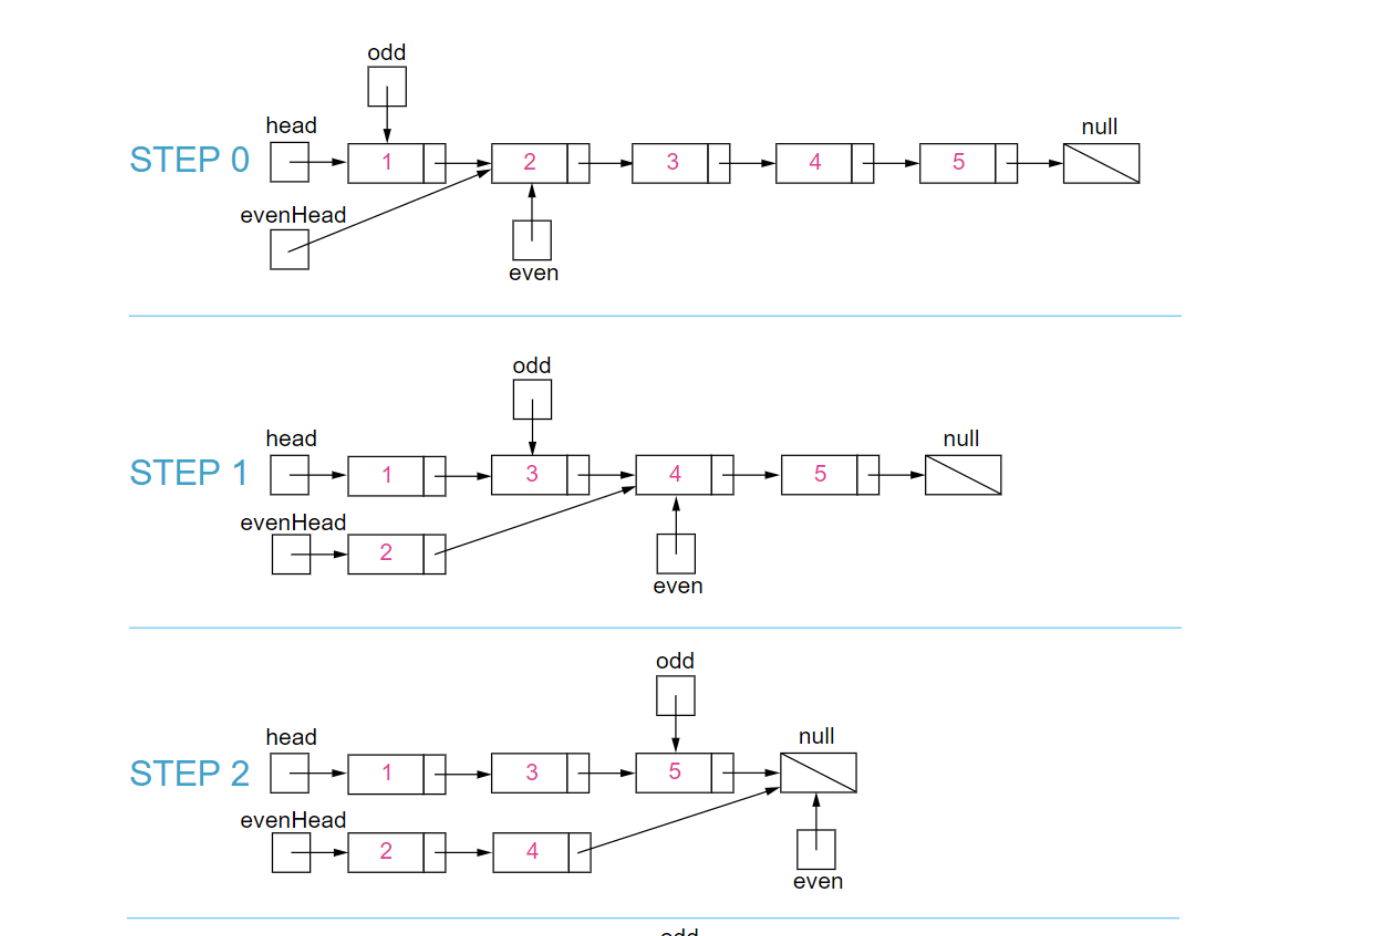 odd
head
null
STEP 0
1 2 3 4 5
evenHead
even
odd
head
null
STEP 1
1 3 4 5
evenHead
2
even
odd
head
null
STEP 2
1 3 5
evenHead
2 4
even
odd